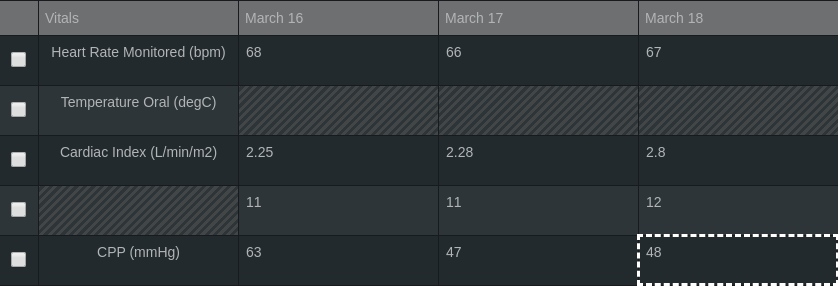 Vitals March 16 March 17 March 18
Heart Rate Monitored (bpm) 68 66 67
Temperature Oral (degC)
Cardiac Index (L/min/m2) 2.25 2.28 2.8
11 11 12
CPP (mmHg) 63 47 48